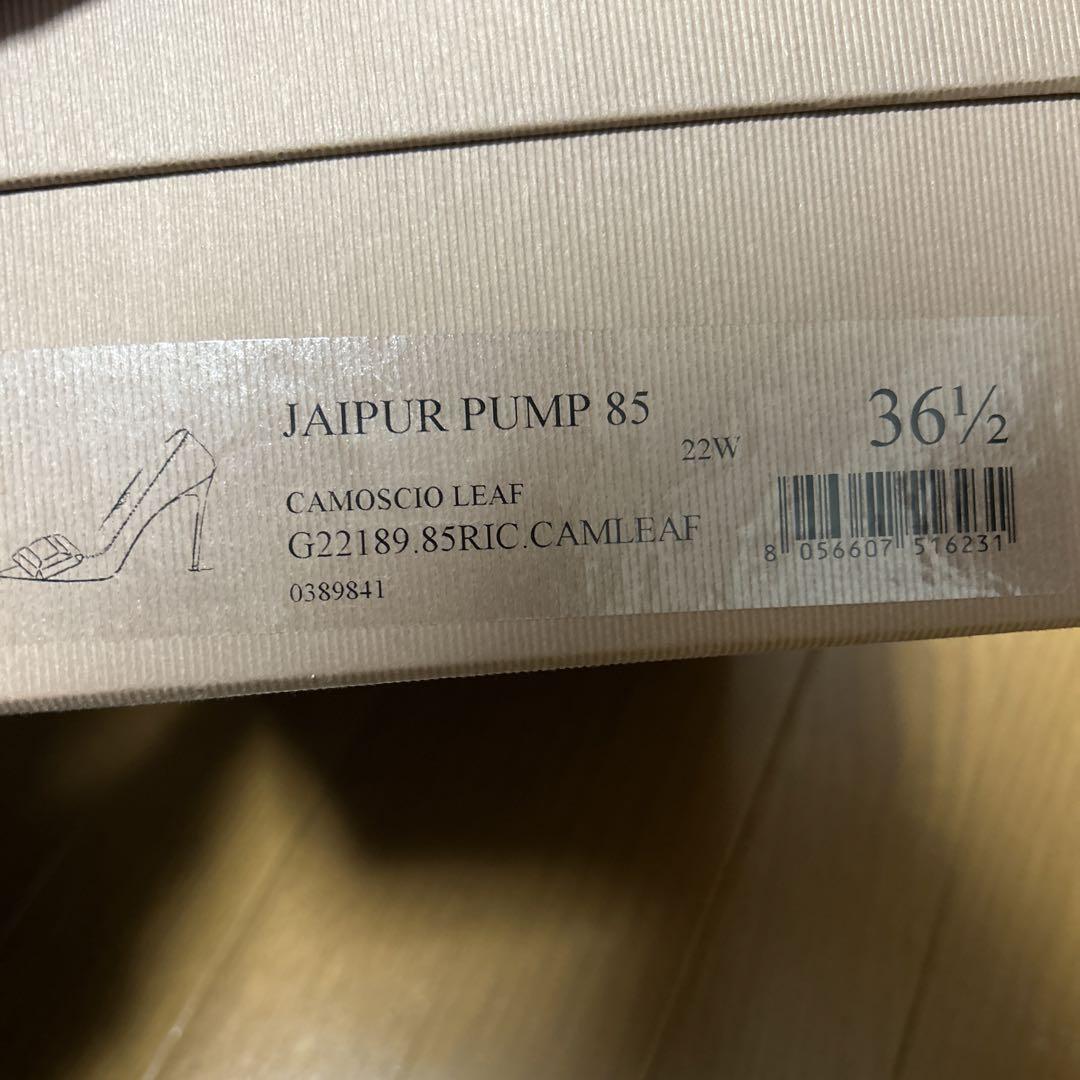 JAIPUR PUMP 85
22W
36½
CAMOSCIO LEAF
G22189.85RIC.CAMLEAF
0389841
8 056607 516231